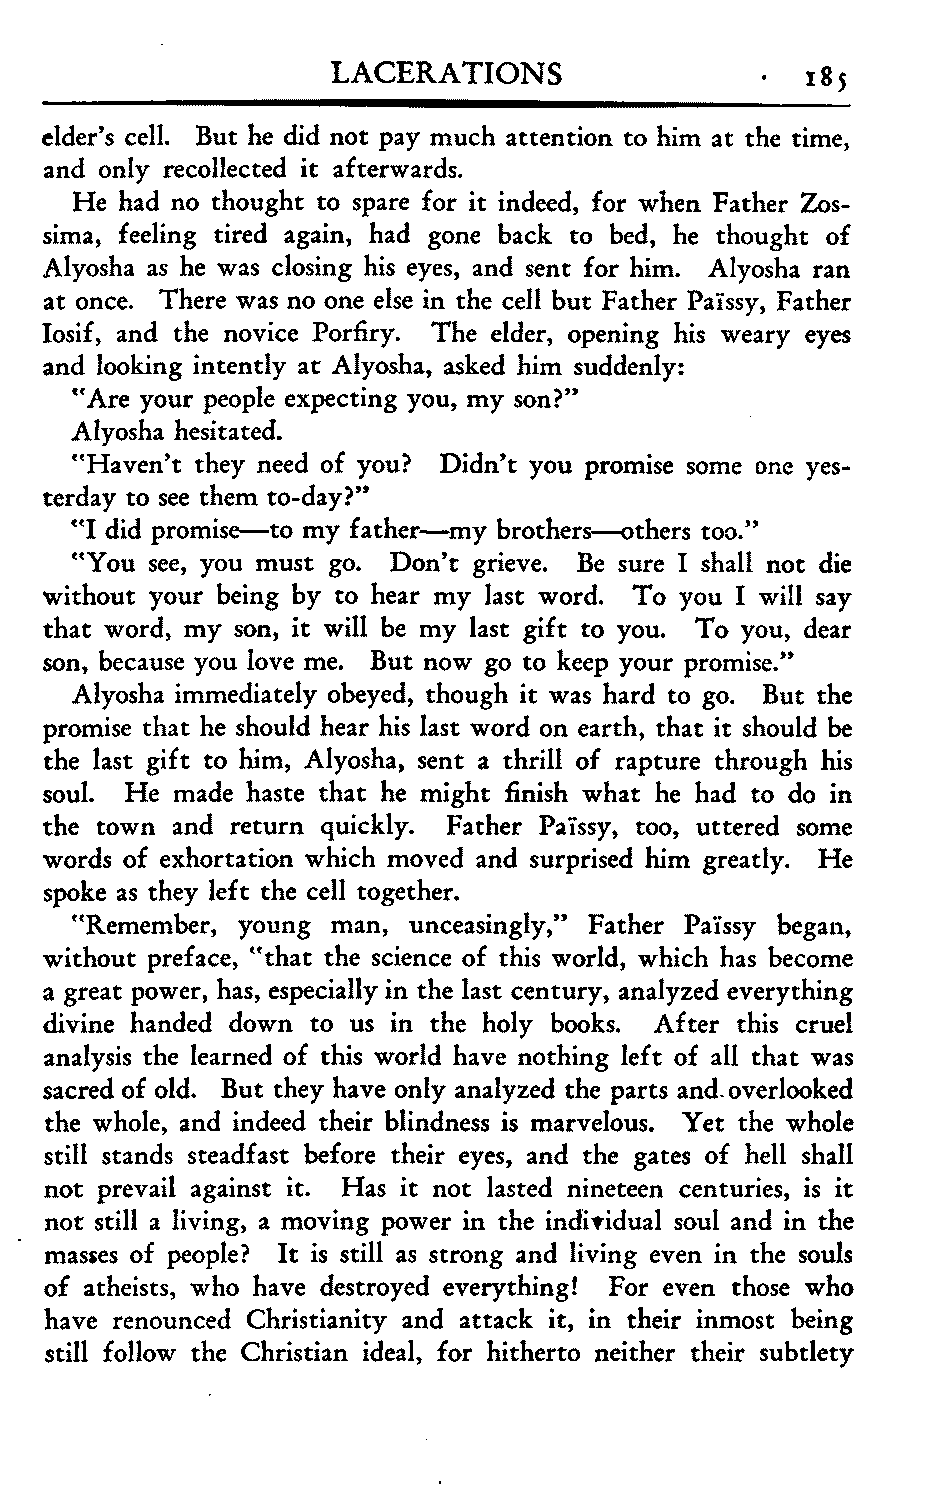 LACERATIONS · 185
elder's cell. But he did not pay much attention to him at the time,
and only recollected it afterwards.
He had no thought to spare for it indeed, for when Father Zos-
sima, feeling tired again, had gone back to bed, he thought of
Alyosha as he was closing his eyes, and sent for him. Alyosha ran
at once. There was no one else in the cell but Father Païssy, Father
Iosif, and the novice Porfiry. The elder, opening his weary eyes
and looking intently at Alyosha, asked him suddenly:
"Are your people expecting you, my son?"
Alyosha hesitated.
"Haven't they need of you? Didn't you promise some one yes-
terday to see them to-day?"
"I did promise—to my father—my brothers—others too."
"You see, you must go. Don't grieve. Be sure I shall not die
without your being by to hear my last word. To you I will say
that word, my son, it will be my last gift to you. To you, dear
son, because you love me. But now go to keep your promise."
Alyosha immediately obeyed, though it was hard to go. But the
promise that he should hear his last word on earth, that it should be
the last gift to him, Alyosha, sent a thrill of rapture through his
soul. He made haste that he might finish what he had to do in
the town and return quickly. Father Païssy, too, uttered some
words of exhortation which moved and surprised him greatly. He
spoke as they left the cell together.
"Remember, young man, unceasingly," Father Païssy began,
without preface, "that the science of this world, which has become
a great power, has, especially in the last century, analyzed everything
divine handed down to us in the holy books. After this cruel
analysis the learned of this world have nothing left of all that was
sacred of old. But they have only analyzed the parts and overlooked
the whole, and indeed their blindness is marvelous. Yet the whole
still stands steadfast before their eyes, and the gates of hell shall
not prevail against it. Has it not lasted nineteen centuries, is it
not still a living, a moving power in the individual soul and in the
masses of people? It is still as strong and living even in the souls
of atheists, who have destroyed everything! For even those who
have renounced Christianity and attack it, in their inmost being
still follow the Christian ideal, for hitherto neither their subtlety